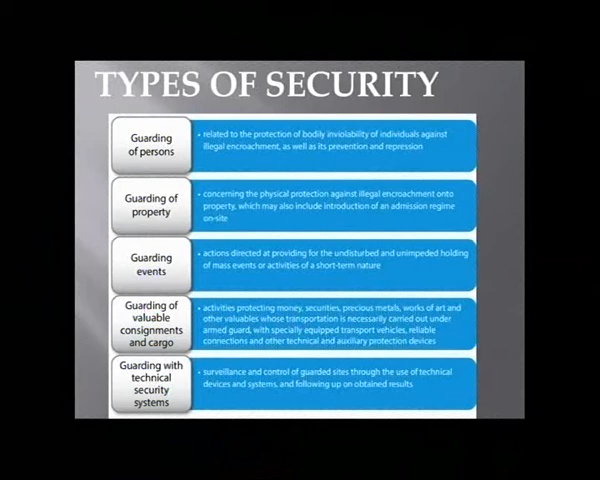 TYPES OF SECURITY
Guarding
of persons
• related to the protection of bodily inviolability of individuals against
illegal encroachment, as well as its prevention and repression
Guarding of
property
• concerning the physical protection against illegal encroachment onto
property, which may also include introduction of an admission regime
on-site
Guarding
events
• actions directed at providing for the undisturbed and unimpeded holding
of mass events or activities of a short-term nature
Guarding of
valuable
consignments
and cargo
• activities protecting money, securities, precious metals, works of art and
other valuables whose transportation is necessarily carried out under
armed guard, with specially equipped transport vehicles, reliable
connections and other technical and auxiliary protection devices
Guarding with
technical
security
systems
• surveillance and control of guarded sites through the use of technical
devices and systems, and following up on obtained results